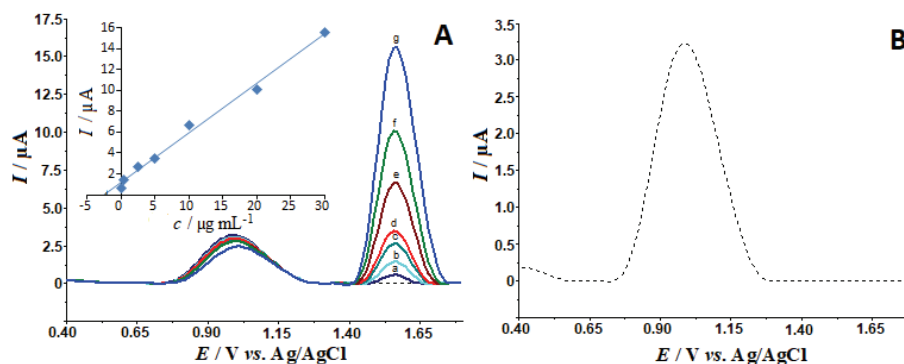 17.5
15.0
12.5
10.0
7.5
5.0
2.5
0
I / µA
0.40
0.65
0.90
1.15
1.40
1.65
E / V vs. Ag/AgCl
A
g
f
e
d
c
b
a
16
14
12
10
8
6
4
2
I / µA
-5
0
5
10
15
20
25
30
c / µg mL-1
B
3.5
3.0
2.5
2.0
1.5
1.0
0.5
0
I / µA
0.40
0.65
0.90
1.15
1.40
1.65
E / V vs. Ag/AgCl